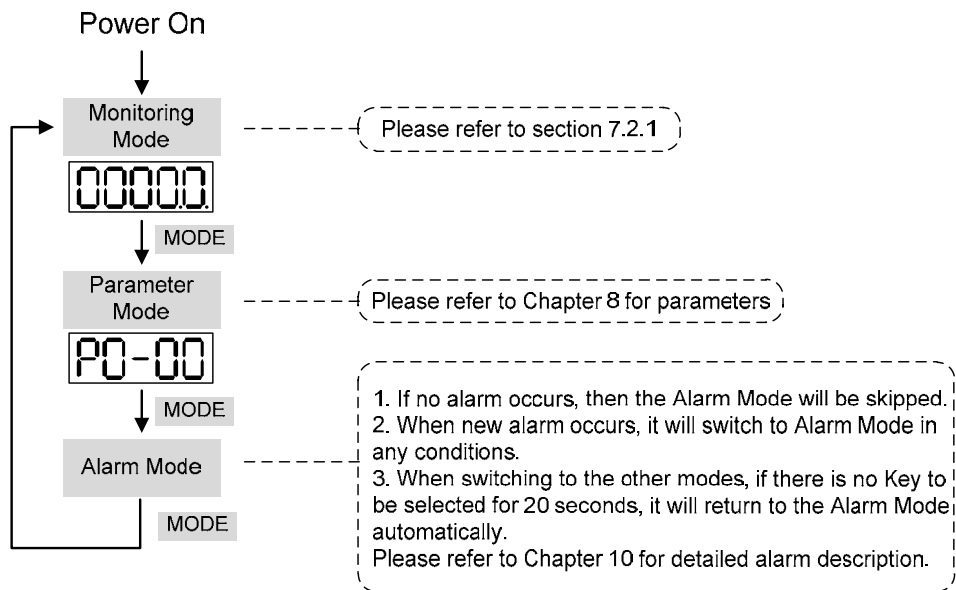 Power On
Monitoring
Mode
Please refer to section 7.2.1
0000.0.
MODE
Parameter
Mode
Please refer to Chapter 8 for parameters
P0-00
MODE
Alarm Mode
1. If no alarm occurs, then the Alarm Mode will be skipped.
2. When new alarm occurs, it will switch to Alarm Mode in
any conditions.
3. When switching to the other modes, if there is no Key to
be selected for 20 seconds, it will return to the Alarm Mode
automatically.
Please refer to Chapter 10 for detailed alarm description.
MODE